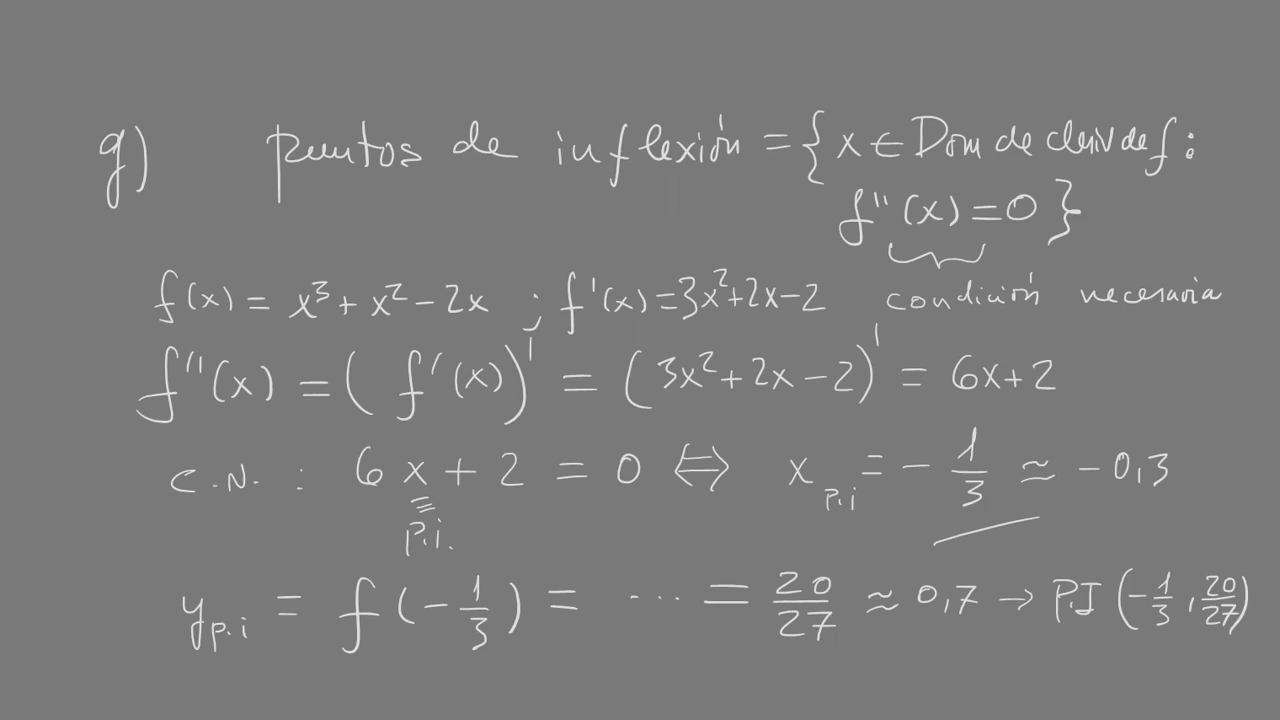 g) puntos de inflexión = { x ∈ Dom de deriv de f :
f''(x) = 0 }
f(x) = x³ + x² - 2x ; f'(x) = 3x² + 2x - 2 condición necesaria
f''(x) = ( f'(x) )' = ( 3x² + 2x - 2 )' = 6x + 2
C.N. : 6x + 2 = 0 ⇔ x p.i = - 1/3 ≈ - 0,3
p.i.
y p.i = f(- 1/3) = ... = 20/27 ≈ 0,7 → P.I (- 1/3 , 20/27)